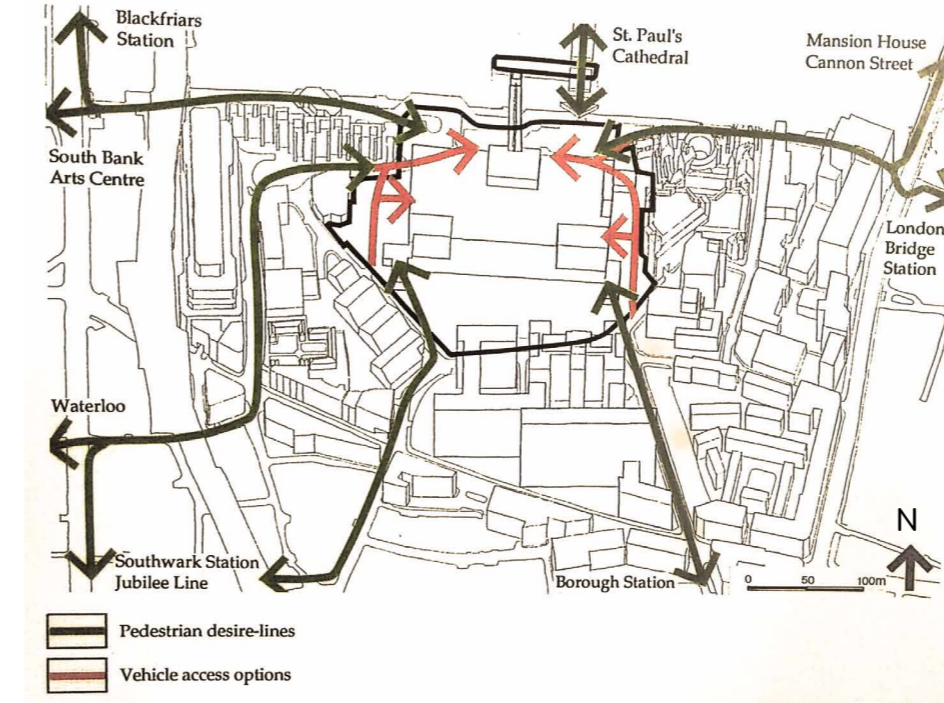 Blackfriars
Station
St. Paul's
Cathedral
Mansion House
Cannon Street
South Bank
Arts Centre
London
Bridge
Station
Waterloo
N
Southwark Station
Jubilee Line
Borough Station
0 50 100m
Pedestrian desire-lines
Vehicle access options